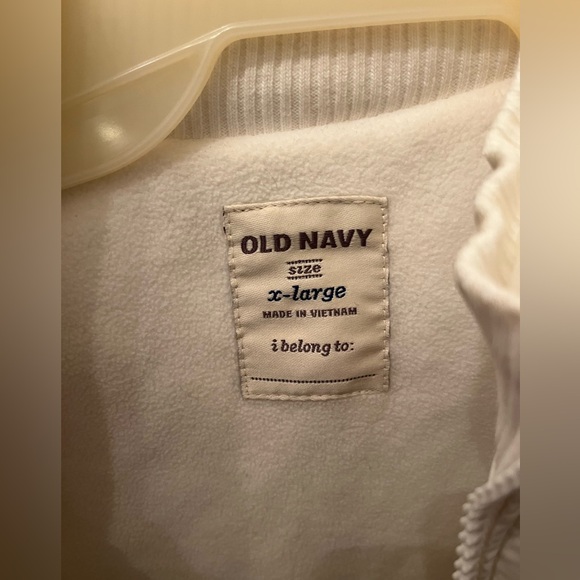 OLD NAVY
size
x-large
MADE IN VIETNAM
i belong to: